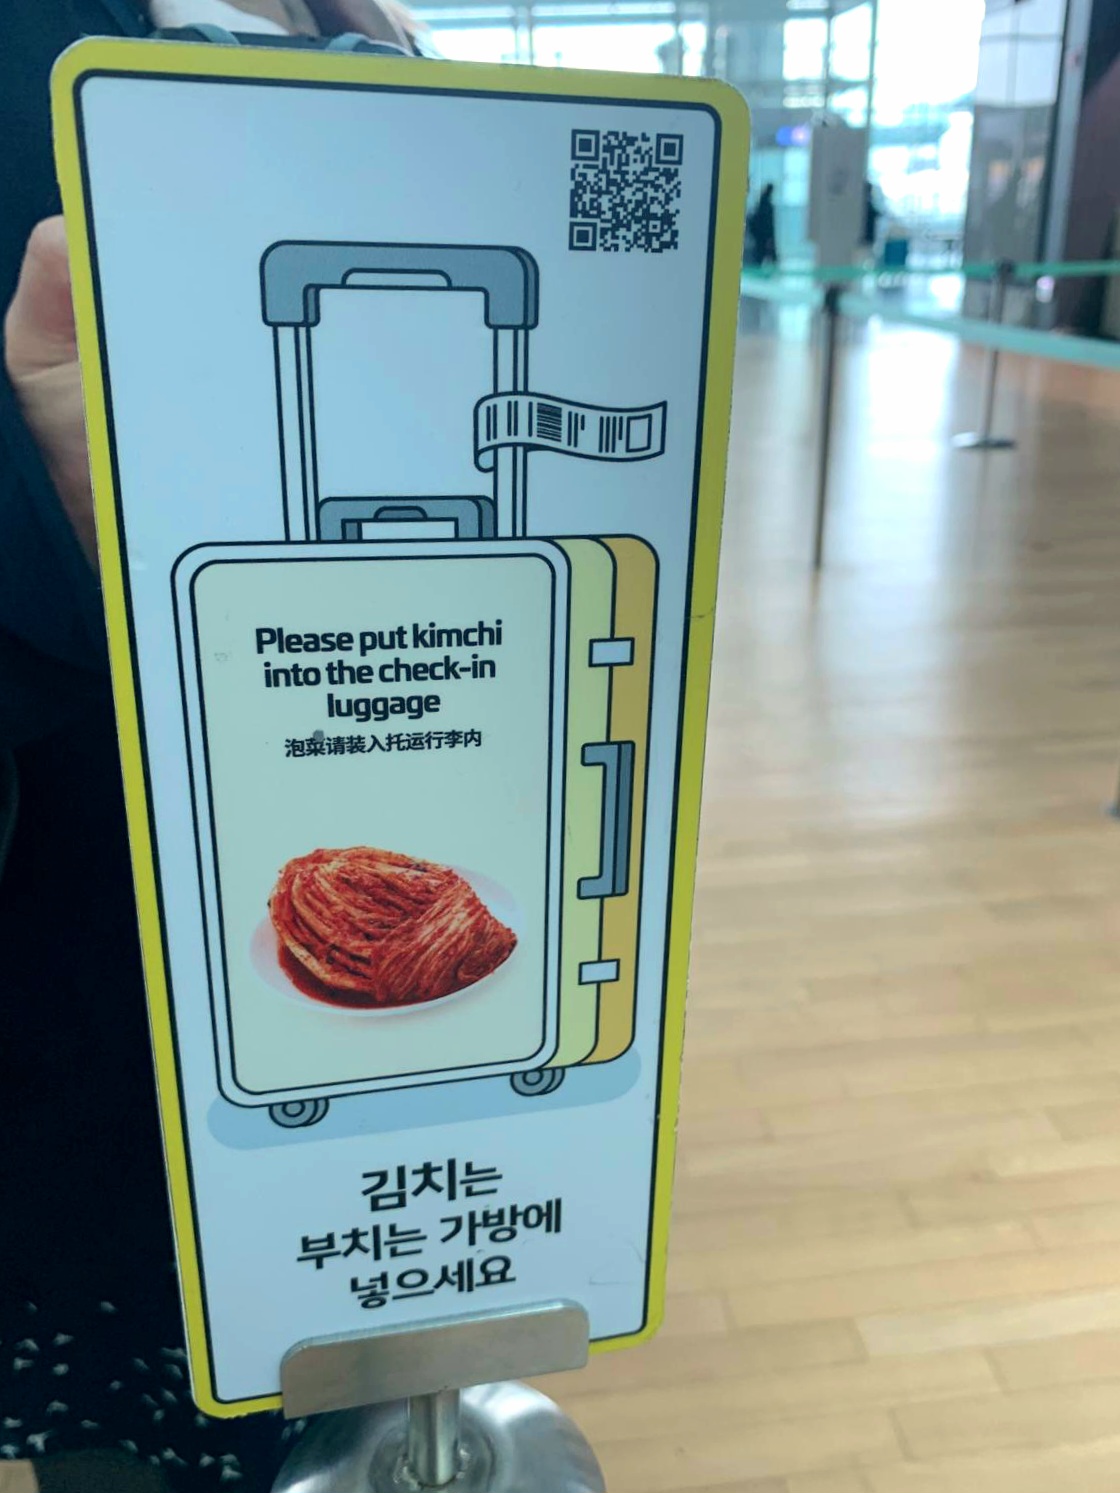 Please put kimchi
into the check-in
luggage
泡菜请装入托运行李内
김치는
부치는 가방에
넣으세요